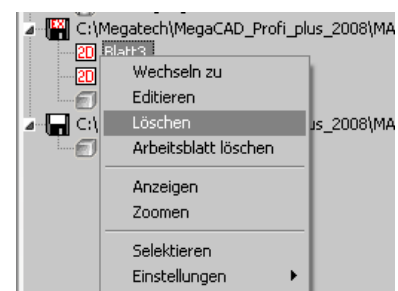 C:\Megatech\MegaCAD_Profi_plus_2008\MA
2D Blatt3
2D
Wechseln zu
Editieren
C:\ us_2008\MA
Löschen
Arbeitsblatt löschen
Anzeigen
Zoomen
Selektieren
Einstellungen